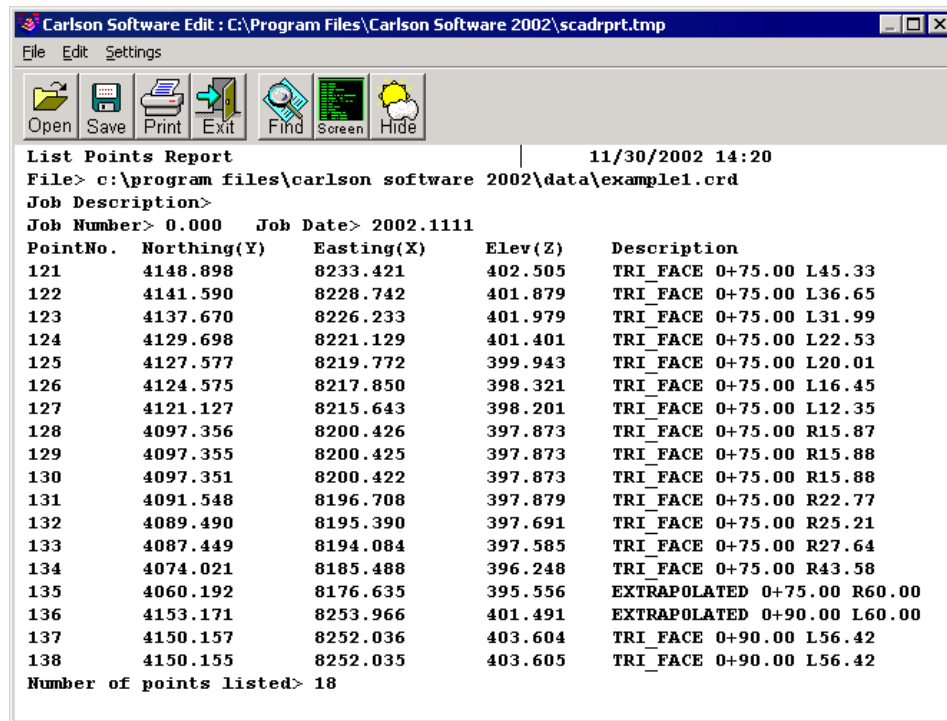 Carlson Software Edit : C:\Program Files\Carlson Software 2002\scadrprt.tmp
File Edit Settings
Open Save Print Exit Find Screen Hide
List Points Report 11/30/2002 14:20
File> c:\program files\carlson software 2002\data\example1.crd
Job Description>
Job Number> 0.000 Job Date> 2002.1111
PointNo. Northing(Y) Easting(X) Elev(Z) Description
121 4148.898 8233.421 402.505 TRI_FACE 0+75.00 L45.33
122 4141.590 8228.742 401.879 TRI_FACE 0+75.00 L36.65
123 4137.670 8226.233 401.979 TRI_FACE 0+75.00 L31.99
124 4129.698 8221.129 401.401 TRI_FACE 0+75.00 L22.53
125 4127.577 8219.772 399.943 TRI_FACE 0+75.00 L20.01
126 4124.575 8217.850 398.321 TRI_FACE 0+75.00 L16.45
127 4121.127 8215.643 398.201 TRI_FACE 0+75.00 L12.35
128 4097.356 8200.426 397.873 TRI_FACE 0+75.00 R15.87
129 4097.355 8200.425 397.873 TRI_FACE 0+75.00 R15.88
130 4097.351 8200.422 397.873 TRI_FACE 0+75.00 R15.88
131 4091.548 8196.708 397.879 TRI_FACE 0+75.00 R22.77
132 4089.490 8195.390 397.691 TRI_FACE 0+75.00 R25.21
133 4087.449 8194.084 397.585 TRI_FACE 0+75.00 R27.64
134 4074.021 8185.488 396.248 TRI_FACE 0+75.00 R43.58
135 4060.192 8176.635 395.556 EXTRAPOLATED 0+75.00 R60.00
136 4153.171 8253.966 401.491 EXTRAPOLATED 0+90.00 L60.00
137 4150.157 8252.036 403.604 TRI_FACE 0+90.00 L56.42
138 4150.155 8252.035 403.605 TRI_FACE 0+90.00 L56.42
Number of points listed> 18